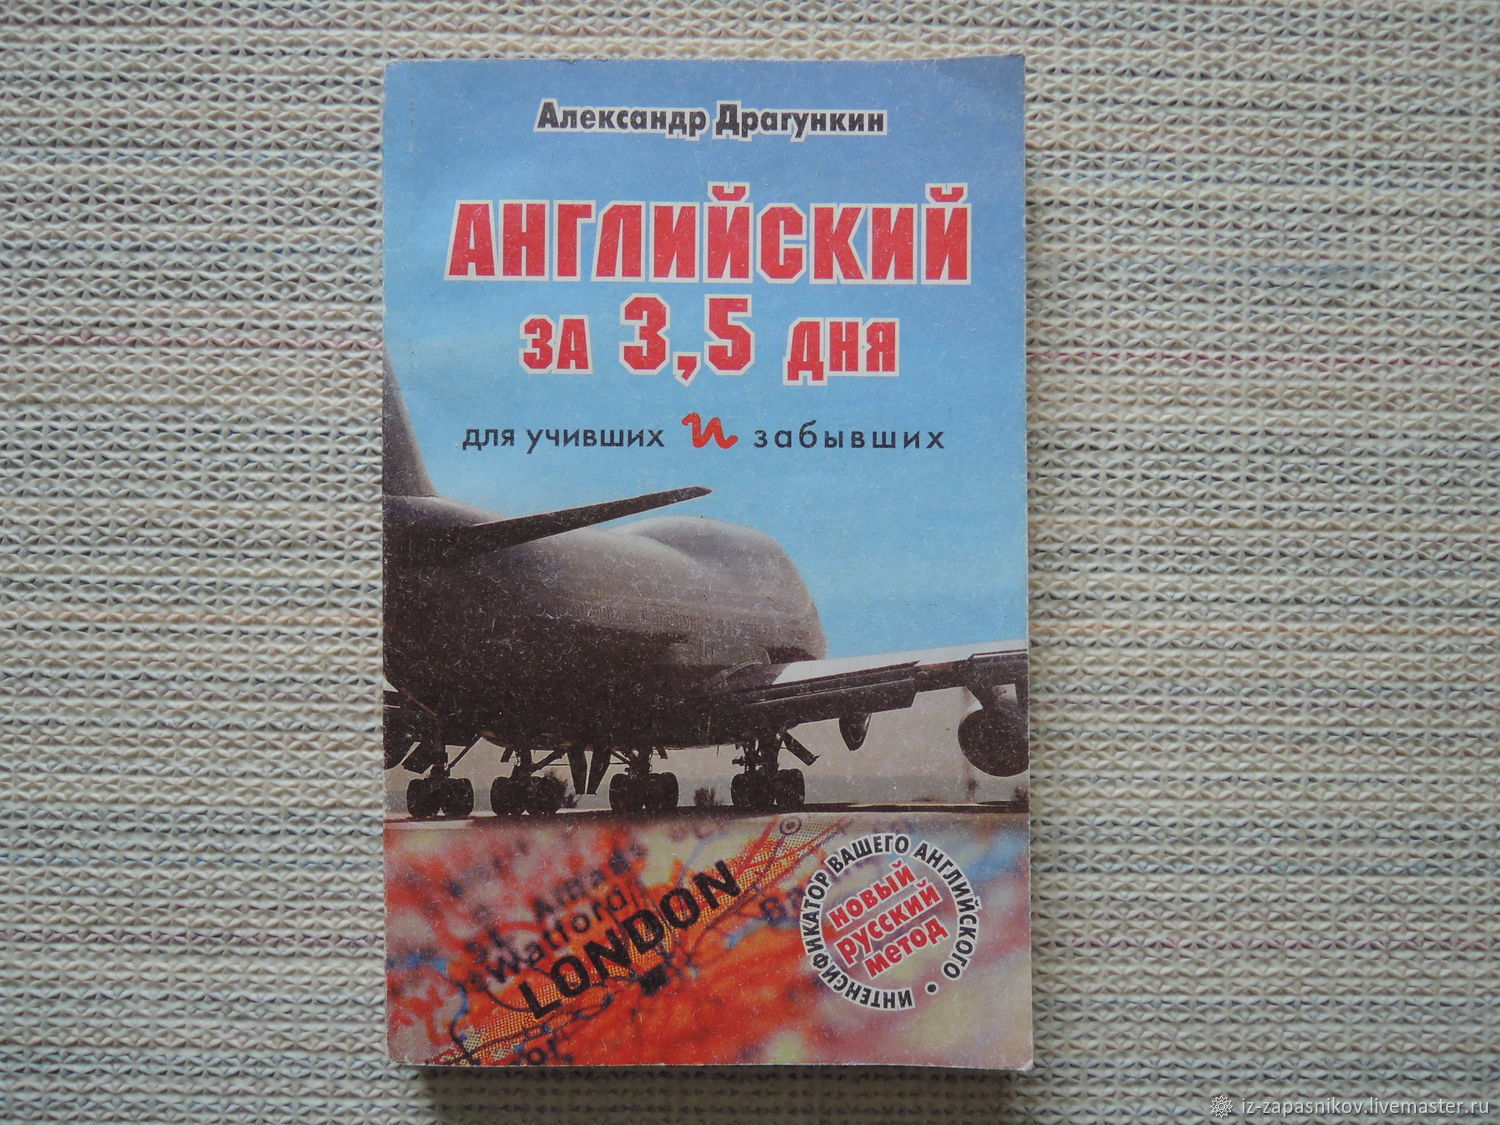 Александр Драгункин
АНГЛИЙСКИЙ
за 3,5 дня
для учивших и забывших
Watford
LONDON
ИНТЕНСИФИКАТОР ВАШЕГО АНГЛИЙСКОГО •
новый
русский
метод
iz-zapasnikov.livemaster.ru